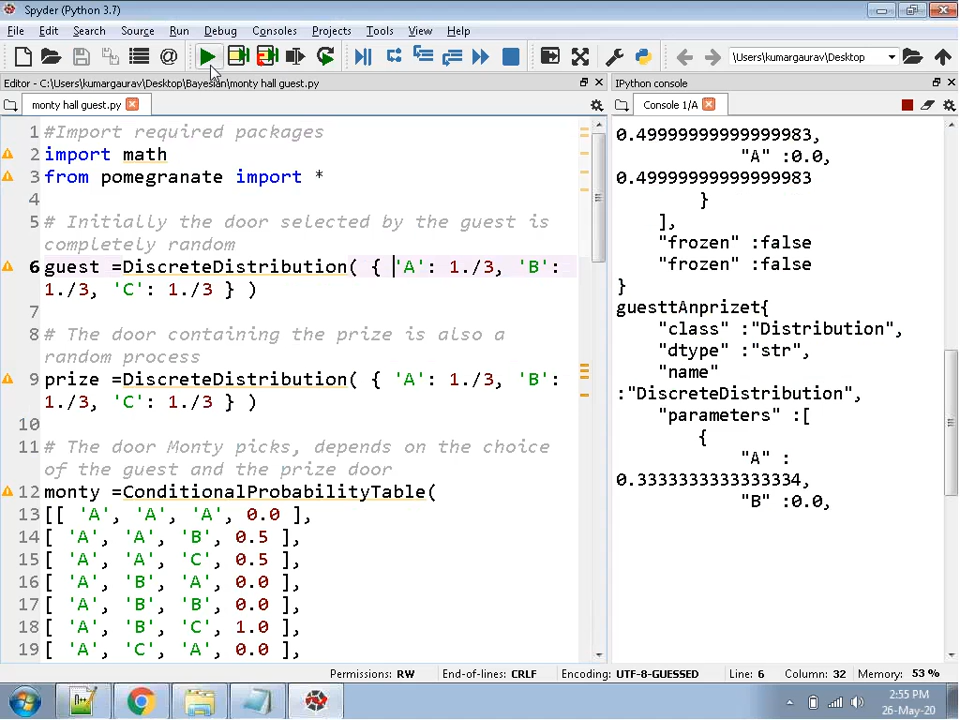 Spyder (Python 3.7)
File Edit Search Source Run Debug Consoles Projects Tools View Help
\Users\kumargaurav\Desktop
Editor - C:\Users\kumargaurav\Desktop\Bayesian\monty hall guest.py
IPython console
monty hall guest.py
Console 1/A
1 #Import required packages
2 import math
3 from pomegranate import *
4
5 # Initially the door selected by the guest is
completely random
6 guest =DiscreteDistribution( { 'A': 1./3, 'B':
1./3, 'C': 1./3 } )
7
8 # The door containing the prize is also a
random process
9 prize =DiscreteDistribution( { 'A': 1./3, 'B':
1./3, 'C': 1./3 } )
10
11 # The door Monty picks, depends on the choice
of the guest and the prize door
12 monty =ConditionalProbabilityTable(
13 [[ 'A', 'A', 'A', 0.0 ],
14 [ 'A', 'A', 'B', 0.5 ],
15 [ 'A', 'A', 'C', 0.5 ],
16 [ 'A', 'B', 'A', 0.0 ],
17 [ 'A', 'B', 'B', 0.0 ],
18 [ 'A', 'B', 'C', 1.0 ],
19 [ 'A', 'C', 'A', 0.0 ],
0.49999999999999983,
"A" :0.0,
0.49999999999999983
}
],
"frozen" :false
"frozen" :false
}
guesttAnprizet{
"class" :"Distribution",
"dtype" :"str",
"name"
:"DiscreteDistribution",
"parameters" :[
{
"A" :
0.3333333333333334,
"B" :0.0,
Permissions: RW End-of-lines: CRLF Encoding: UTF-8-GUESSED Line: 6 Column: 32 Memory: 53 %
2:55 PM
26-May-20